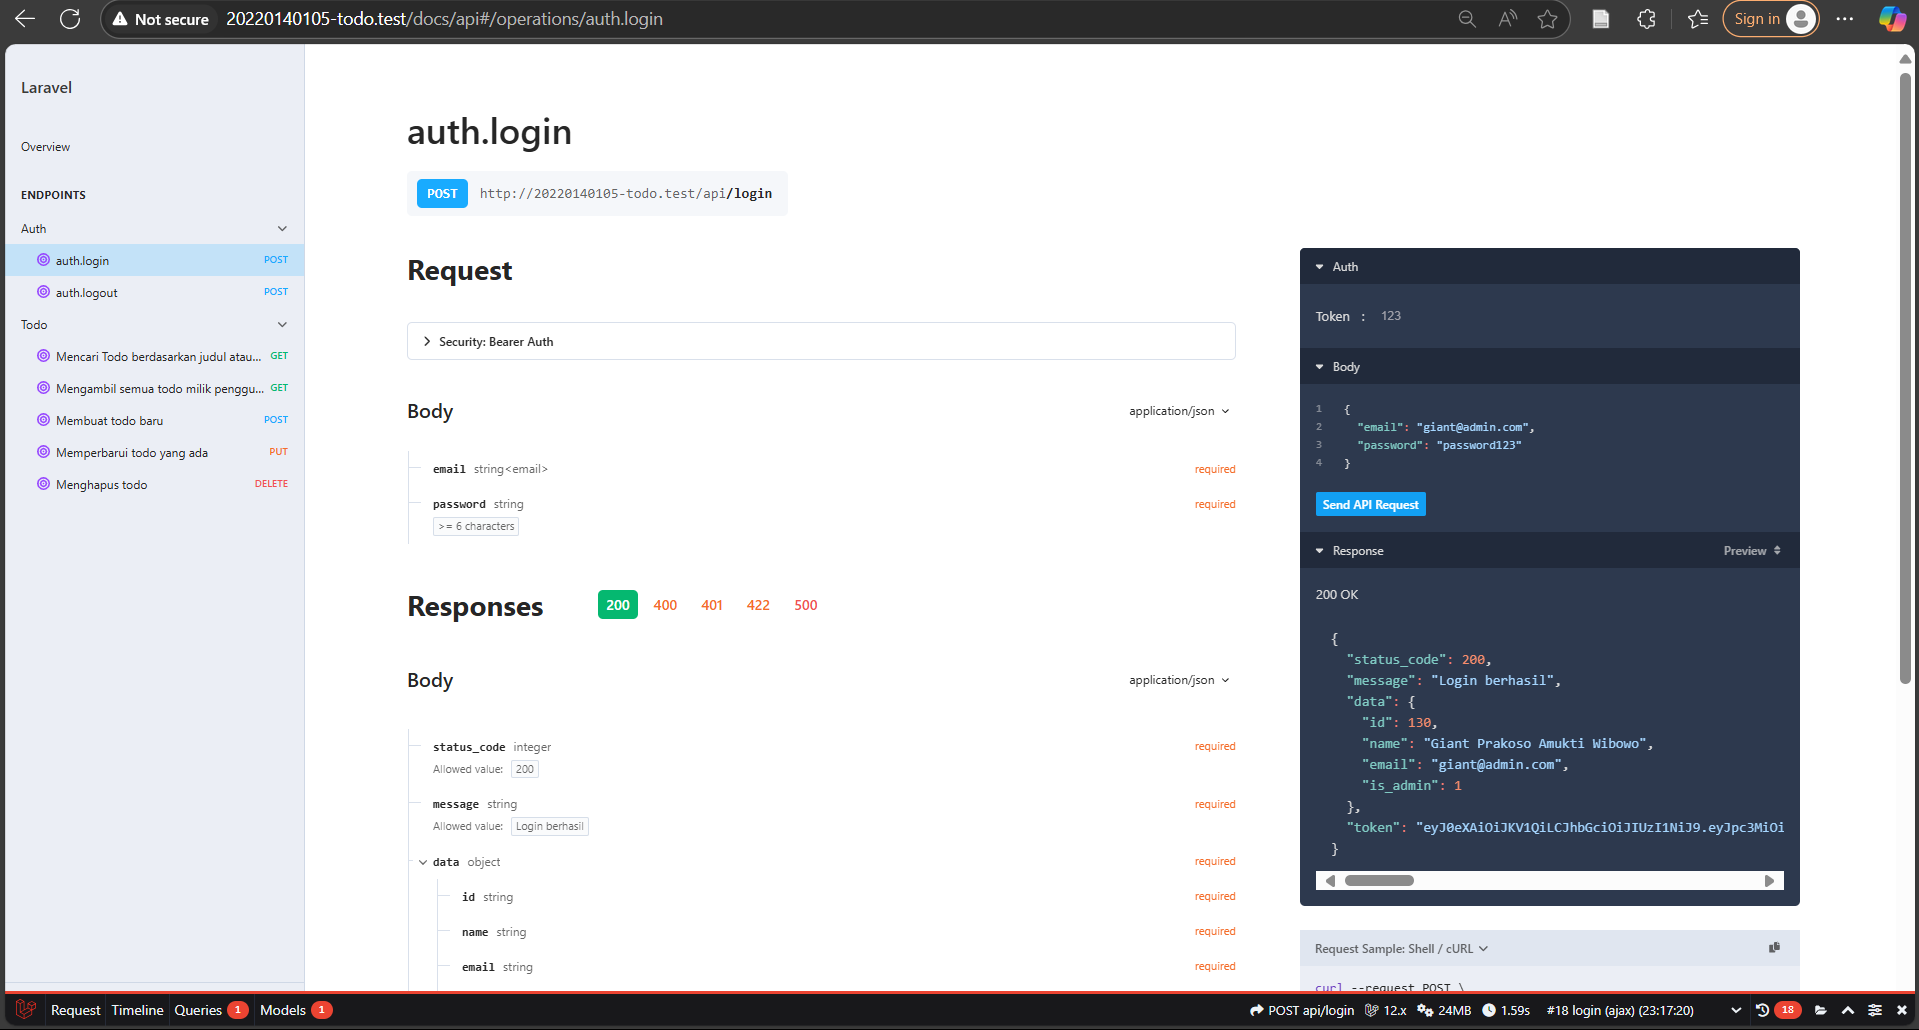 Not secure 20220140105-todo.test/docs/api#/operations/auth.login Sign in
Laravel
Overview
ENDPOINTS
Auth
auth.login POST
auth.logout POST
Todo
Mencari Todo berdasarkan judul atau... GET
Mengambil semua todo milik penggu... GET
Membuat todo baru POST
Memperbarui todo yang ada PUT
Menghapus todo DELETE
auth.login
POST http://20220140105-todo.test/api/login
Request
Security: Bearer Auth
Body application/json
email string<email> required
password string required
>= 6 characters
Responses 200 400 401 422 500
Body application/json
status_code integer required
Allowed value: 200
message string required
Allowed value: Login berhasil
data object required
id string required
name string required
email string required
Auth
Token : 123
Body
1 {
2 "email": "giant@admin.com",
3 "password": "password123"
4 }
Send API Request
Response Preview
200 OK
{
"status_code": 200,
"message": "Login berhasil",
"data": {
"id": 130,
"name": "Giant Prakoso Amukti Wibowo",
"email": "giant@admin.com",
"is_admin": 1
},
"token": "eyJ0eXAiOiJKV1QiLCJhbGciOiJIUzI1NiJ9.eyJpc3MiOi
}
Request Sample: Shell / cURL
curl --request POST \
Request Timeline Queries 1 Models 1 POST api/login 12.x 24MB 1.59s #18 login (ajax) (23:17:20) 18